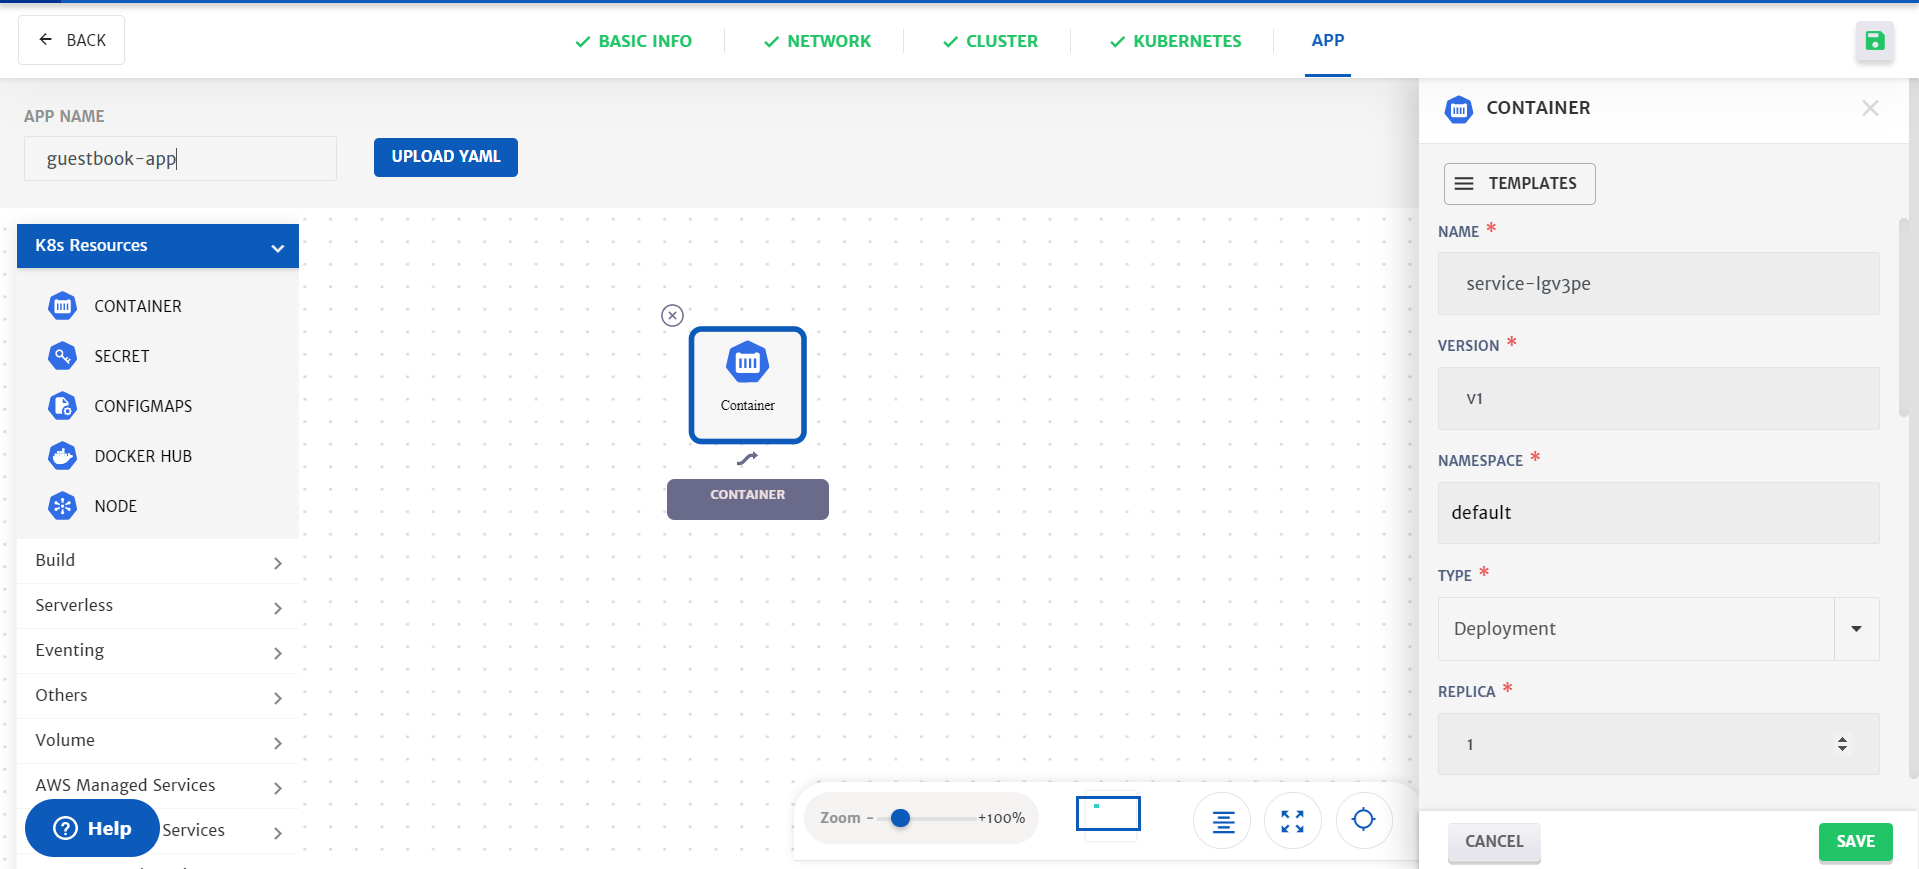 BACK
BASIC INFO
NETWORK
CLUSTER
KUBERNETES
APP
APP NAME
guestbook-app
UPLOAD YAML
K8s Resources
CONTAINER
SECRET
CONFIGMAPS
DOCKER HUB
NODE
Build
Serverless
Eventing
Others
Volume
AWS Managed Services
Services
? Help
Container
CONTAINER
Zoom - +100%
CONTAINER
TEMPLATES
NAME *
service-lgv3pe
VERSION *
v1
NAMESPACE *
default
TYPE *
Deployment
REPLICA *
1
CANCEL
SAVE